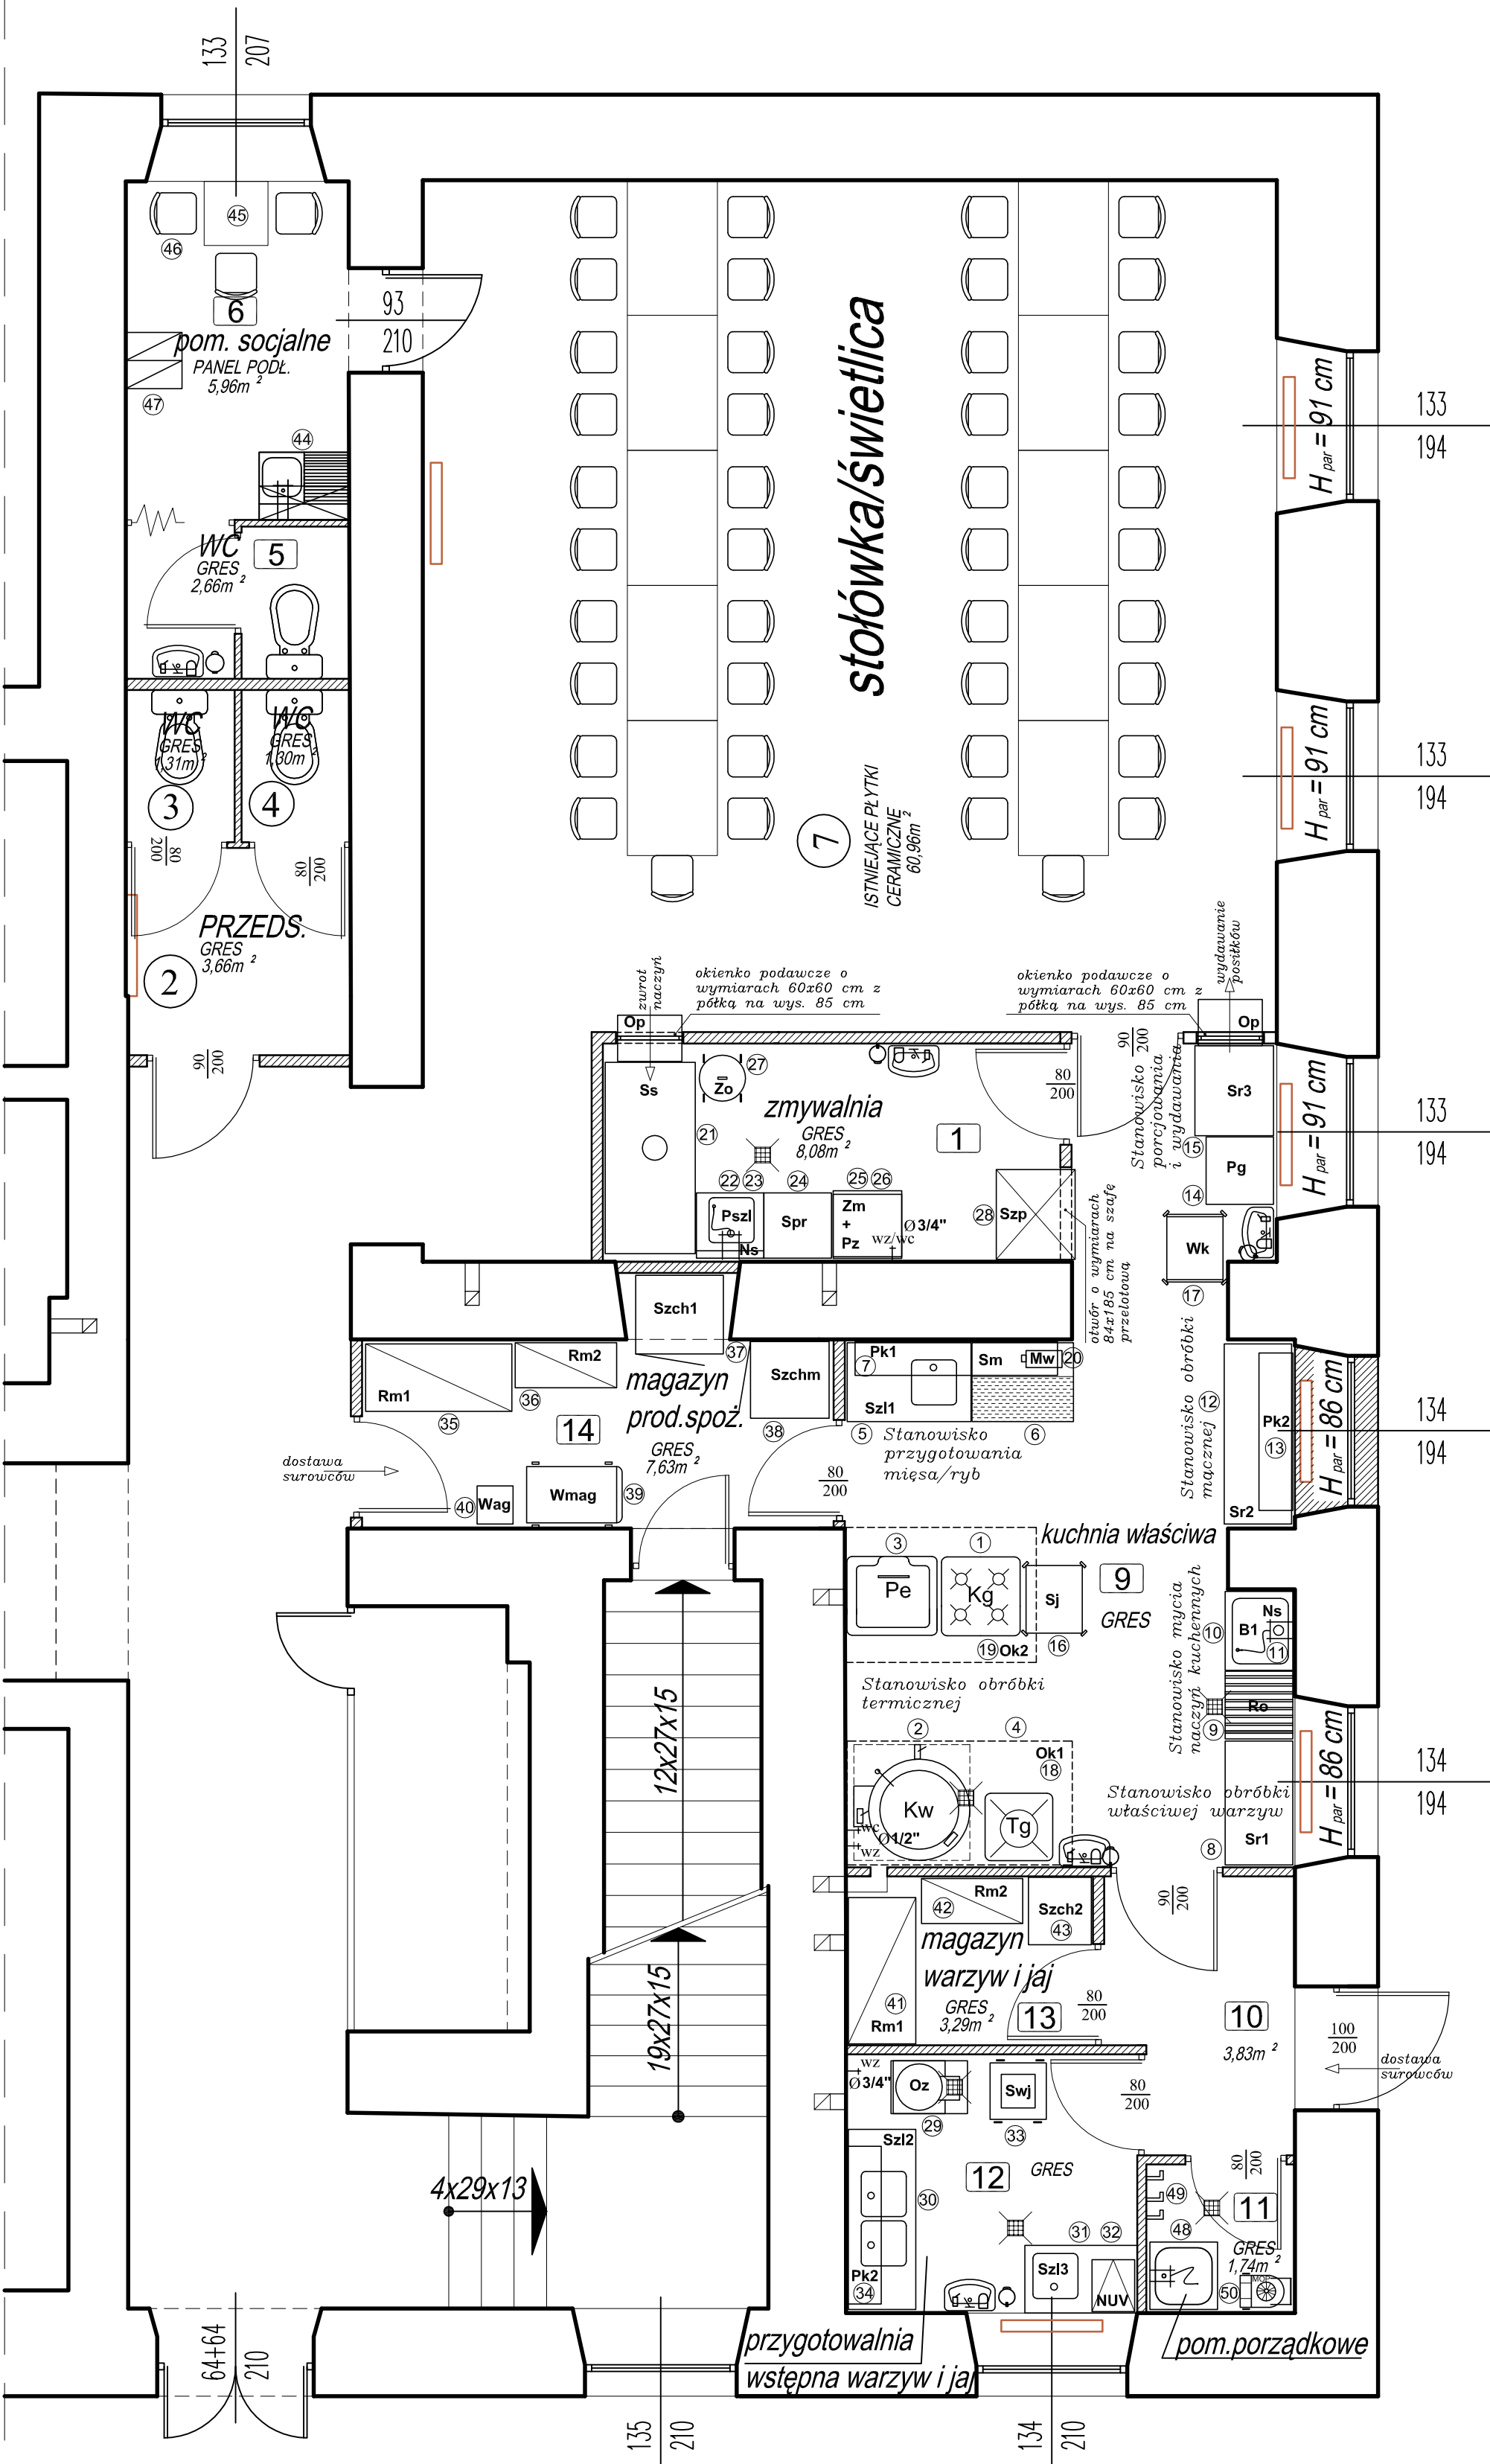 133
207
45
46
6
pom. socjalne
PANEL PODŁ.
5,96m ²
47
93
210
44
WC
5
GRES
2,66m ²
WC
GRES
1,31m ²
3
WC
GRES
1,30m ²
4
80
200
80
200
PRZEDS.
GRES
3,66m ²
2
90
200
stołówka/świetlica
7
ISTNIEJĄCE PŁYTKI
CERAMICZNE
60,96m ²
H par = 91 cm
133
194
H par = 91 cm
133
194
H par = 91 cm
133
194
zwrot
naczyń
okienko podawcze o
wymiarach 60x60 cm z
półką na wys. 85 cm
okienko podawcze o
wymiarach 60x60 cm z
półką na wys. 85 cm
wydawanie
posiłków
Op
Op
Ss
Zo
27
21
zmywalnia
GRES
8,08m ²
1
80
200
90
200
Stanowisko
porcjowania
i wydawania
Sr3
15
Pg
14
22
23
24
25
26
Pszl
Ns
Spr
Zm
+
Pz
Ø3/4"
wz/wc
28
Szp
otwór o wymiarach
84x185 cm na szafę
przelotową
Wk
17
Szch1
37
Rm1
35
Rm2
36
magazyn
prod.spoż.
14
GRES
7,63m ²
Szchm
38
dostawa
surowców
40
Wag
Wmag
39
80
200
Pk1
7
Szl1
5
Sm
Mw
20
6
Stanowisko
przygotowania
mięsa/ryb
Stanowisko obróbki
mącznej
12
Pk2
13
Sr2
H par = 86 cm
134
194
kuchnia właściwa
9
GRES
3
Pe
1
Kg
Sj
16
19
Ok2
Stanowisko obróbki
termicznej
Stanowisko mycia
naczyń kuchennych
10
Ns
B1
11
Ro
9
2
4
Ok1
18
Kw
Tg
wc
Ø1/2"
wz
Stanowisko obróbki
właściwej warzyw
Sr1
8
H par = 86 cm
134
194
12x27x15
19x27x15
4x29x13
Rm2
42
Szch2
43
magazyn
warzyw i jaj
41
Rm1
GRES
3,29m ²
13
80
200
90
200
10
3,83m ²
100
200
dostawa
surowców
wz
Ø3/4"
Oz
29
Swj
33
80
200
Szl2
30
12
GRES
Pk2
34
31
32
Szl3
NUV
80
200
49
11
48
GRES
1,74m ²
50
MOP
przygotowalnia
wstępna warzyw i jaj
pom.porządkowe
64+64
210
135
210
134
210